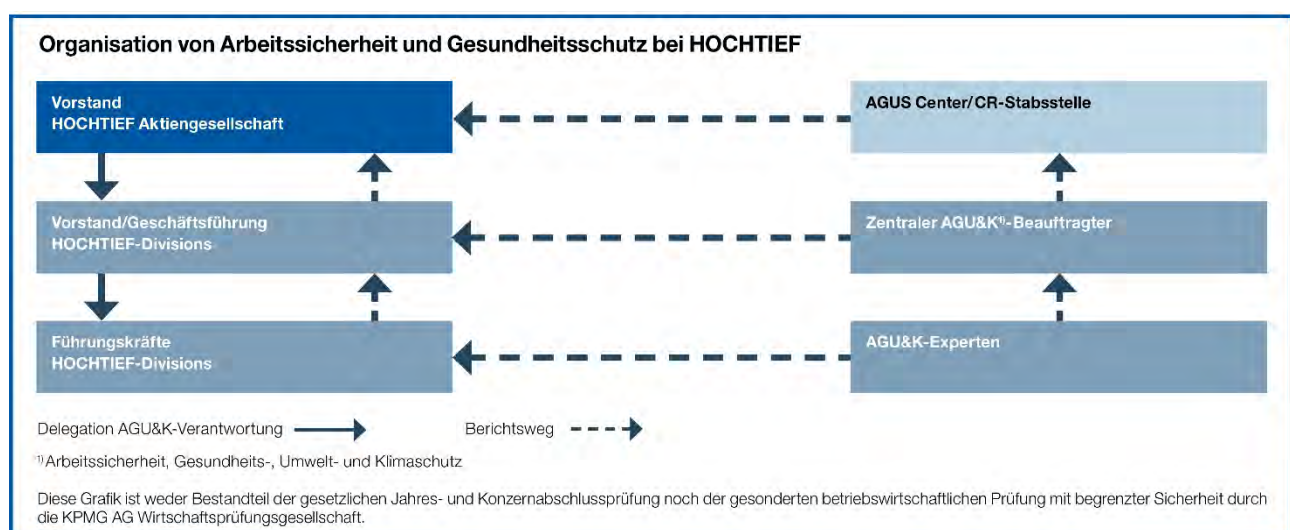 Organisation von Arbeitssicherheit und Gesundheitsschutz bei HOCHTIEF
Vorstand
HOCHTIEF Aktiengesellschaft
AGUS Center/CR-Stabsstelle
Vorstand/Geschäftsführung
HOCHTIEF-Divisions
Zentraler AGU&K¹⁾-Beauftragter
Führungskräfte
HOCHTIEF-Divisions
AGU&K-Experten
Delegation AGU&K-Verantwortung
Berichtsweg
¹⁾Arbeitssicherheit, Gesundheits-, Umwelt- und Klimaschutz
Diese Grafik ist weder Bestandteil der gesetzlichen Jahres- und Konzernabschlussprüfung noch der gesonderten betriebswirtschaftlichen Prüfung mit begrenzter Sicherheit durch
die KPMG AG Wirtschaftsprüfungsgesellschaft.